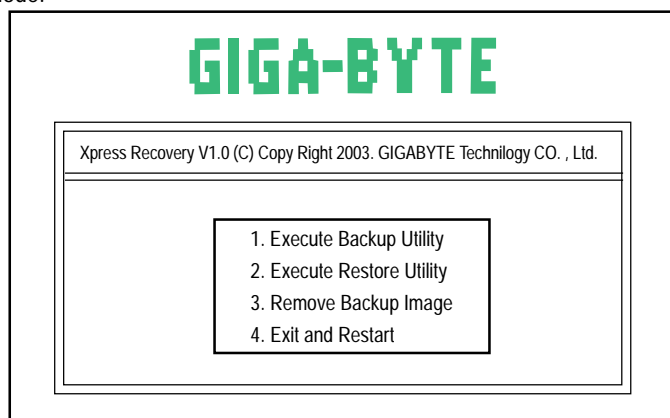 GIGA-BYTE
Xpress Recovery V1.0 (C) Copy Right 2003. GIGABYTE Technilogy CO. , Ltd.
1. Execute Backup Utility
2. Execute Restore Utility
3. Remove Backup Image
4. Exit and Restart